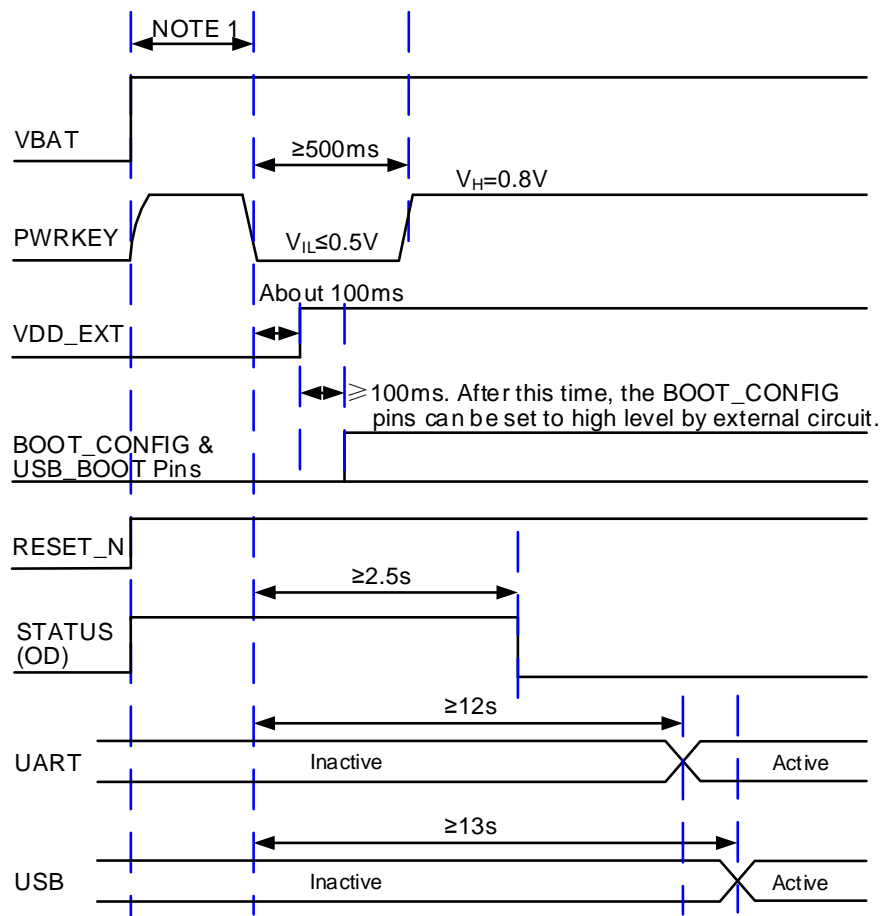 NOTE 1
VBAT
≥500ms
VH=0.8V
PWRKEY
VIL≤0.5V
About 100ms
VDD_EXT
≥100ms. After this time, the BOOT_CONFIG
pins can be set to high level by external circuit.
BOOT_CONFIG &
USB_BOOT Pins
RESET_N
≥2.5s
STATUS
(OD)
≥12s
UART
Inactive
Active
≥13s
USB
Inactive
Active